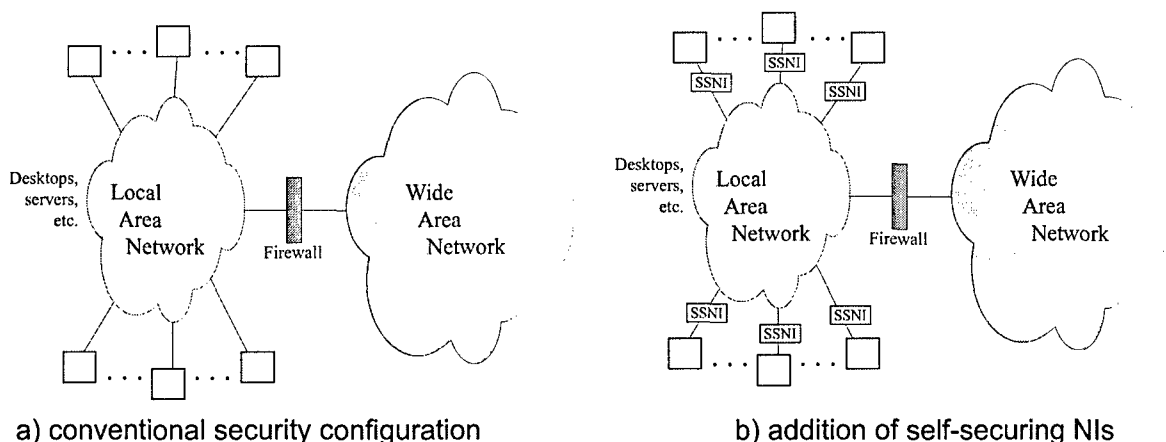 Desktops,
servers,
etc.
Local
Area
Network
Firewall
Wide
Area
Network
a) conventional security configuration
SSNI
SSNI
SSNI
Desktops,
servers,
etc.
Local
Area
Network
Firewall
Wide
Area
Network
SSNI
SSNI
SSNI
b) addition of self-securing NIs